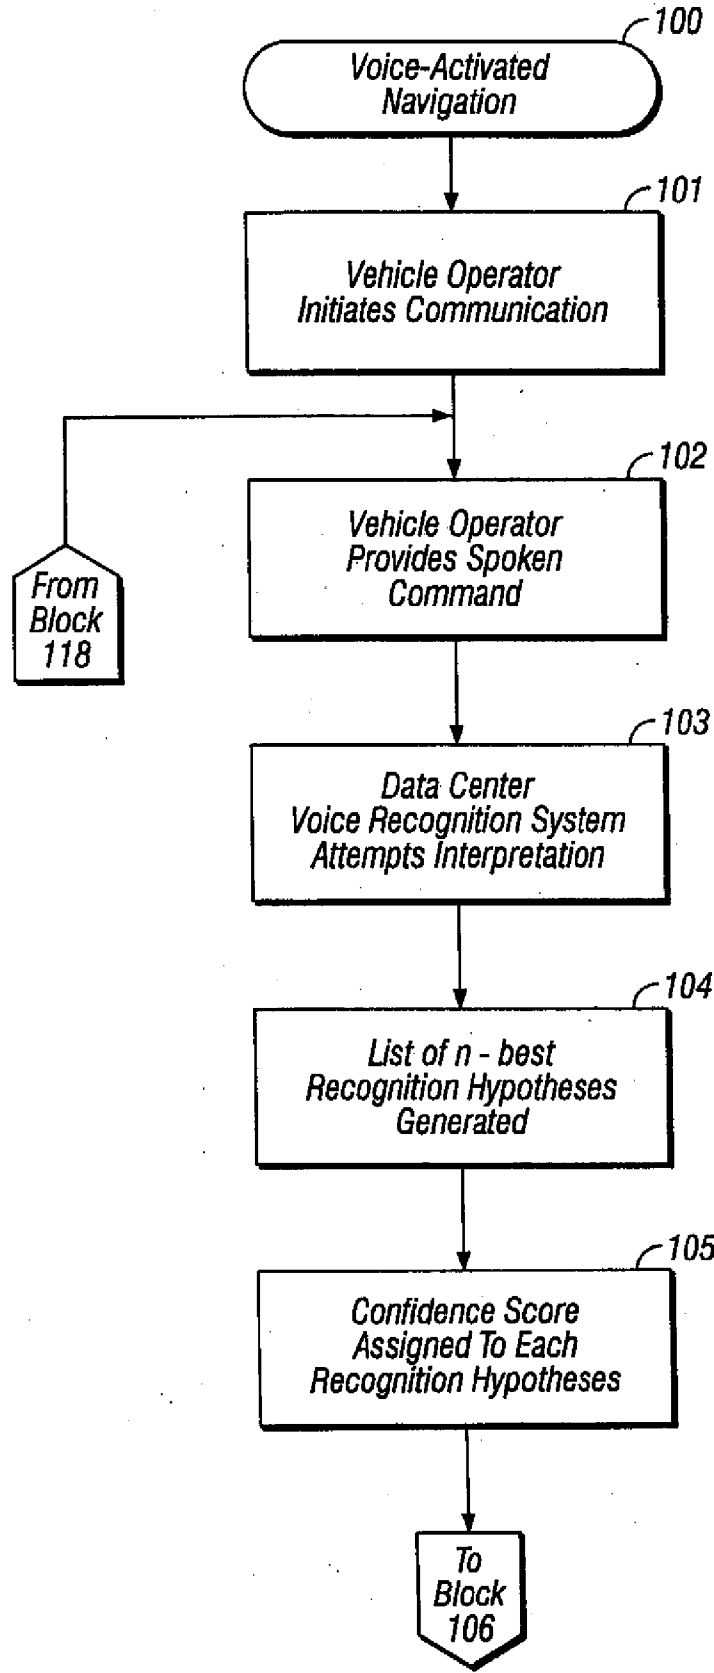 100
Voice-Activated
Navigation
101
Vehicle Operator
Initiates Communication
102
Vehicle Operator
Provides Spoken
Command
From
Block
118
103
Data Center
Voice Recognition System
Attempts Interpretation
104
List of n - best
Recognition Hypotheses
Generated
105
Confidence Score
Assigned To Each
Recognition Hypotheses
To
Block
106